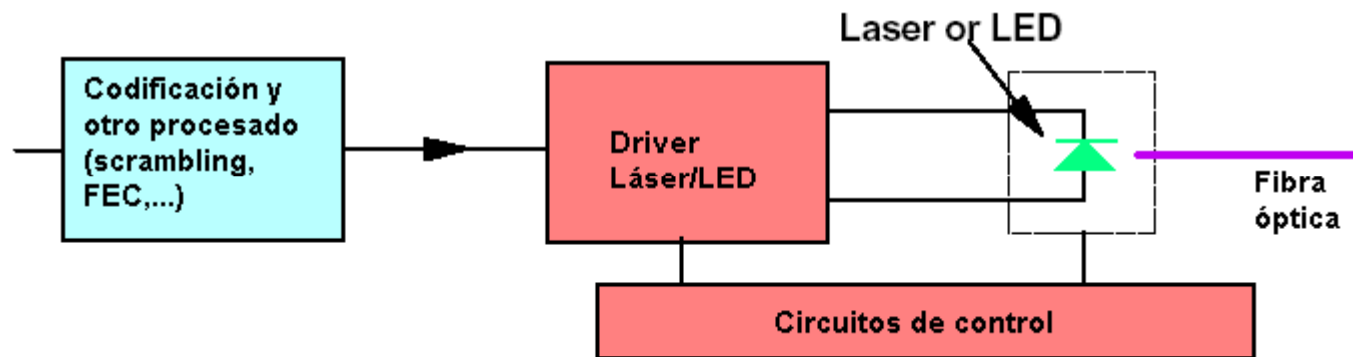 Laser or LED
Codificación y
otro procesado
(scrambling,
FEC,...)
Driver
Láser/LED
Fibra
óptica
Circuitos de control